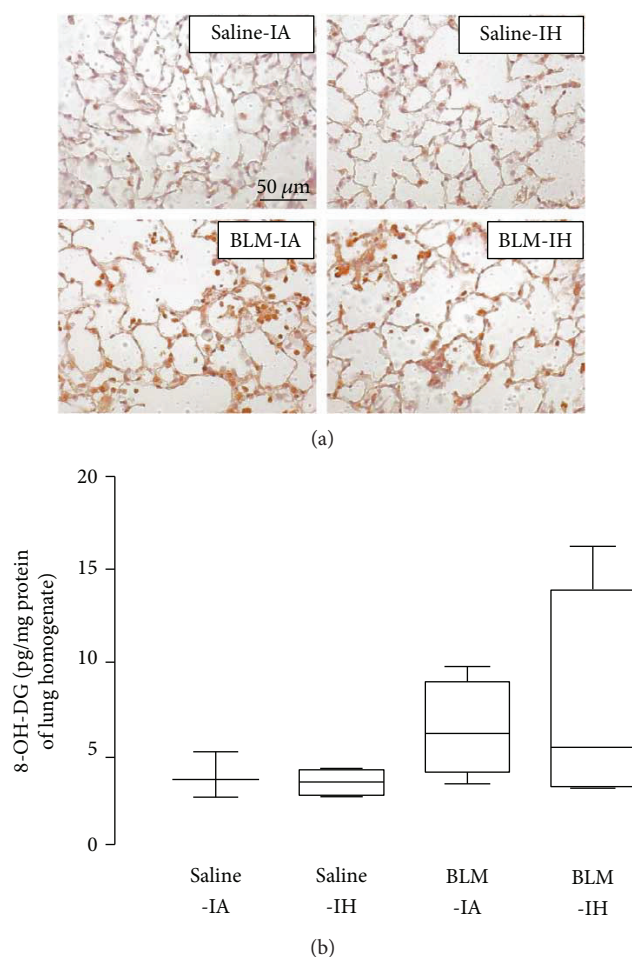 Saline-IA
Saline-IH
50 μm
BLM-IA
BLM-IH
(a)
20
15
10
5
0
8-OH-DG (pg/mg protein
of lung homogenate)
Saline
-IA
Saline
-IH
BLM
-IA
BLM
-IH
(b)